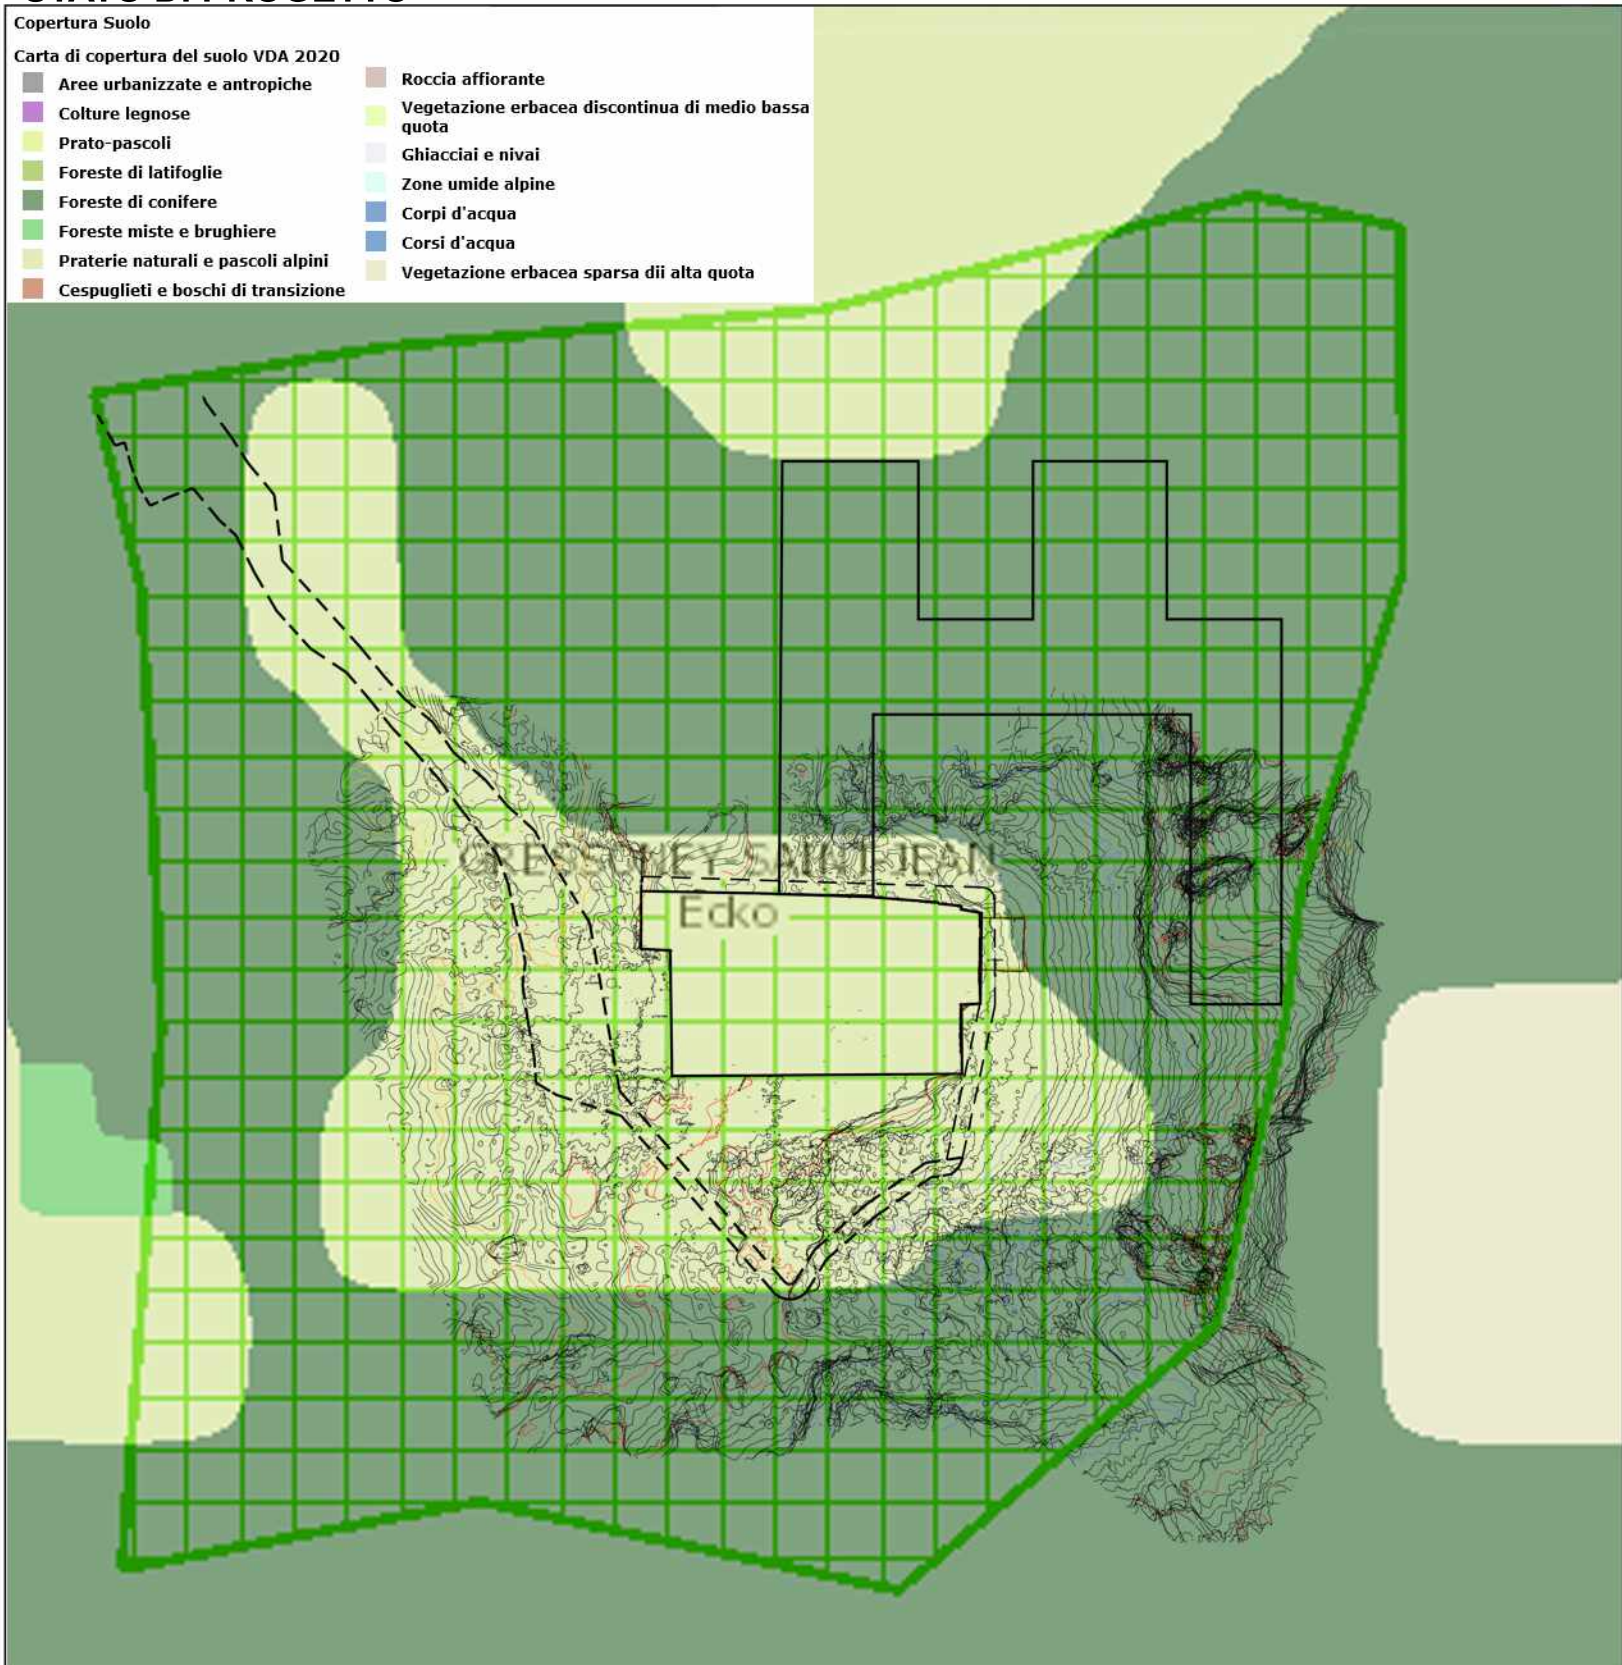 Copertura Suolo
Carta di copertura del suolo VDA 2020
Aree urbanizzate e antropiche
Colture legnose
Prato-pascoli
Foreste di latifoglie
Foreste di conifere
Foreste miste e brughiere
Praterie naturali e pascoli alpini
Cespuglieti e boschi di transizione
Roccia affiorante
Vegetazione erbacea discontinua di medio bassa
quota
Ghiacciai e nivai
Zone umide alpine
Corpi d'acqua
Corsi d'acqua
Vegetazione erbacea sparsa dii alta quota
GRESSONEY-SAINT-JEAN
Ecko